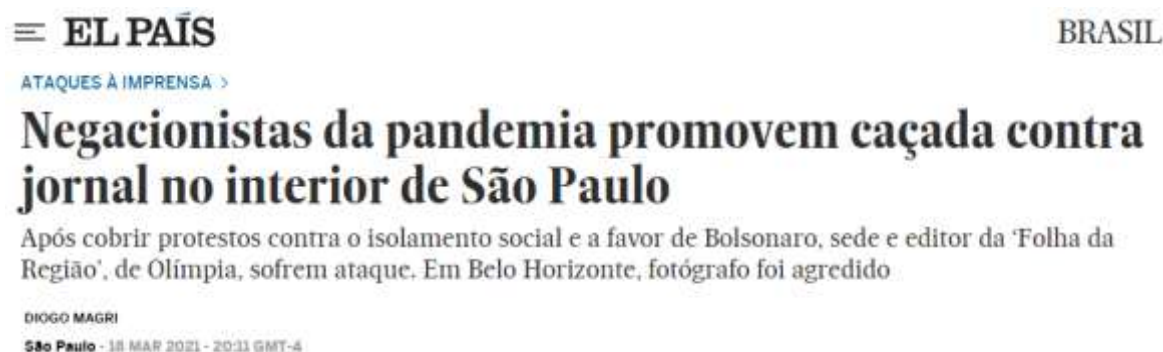 EL PAÍS BRASIL
ATAQUES À IMPRENSA >
Negacionistas da pandemia promovem caçada contra
jornal no interior de São Paulo
Após cobrir protestos contra o isolamento social e a favor de Bolsonaro, sede e editor da ‘Folha da
Região’, de Olímpia, sofrem ataque. Em Belo Horizonte, fotógrafo foi agredido
DIOGO MAGRI
São Paulo - 18 MAR 2021 - 20:11 GMT-4